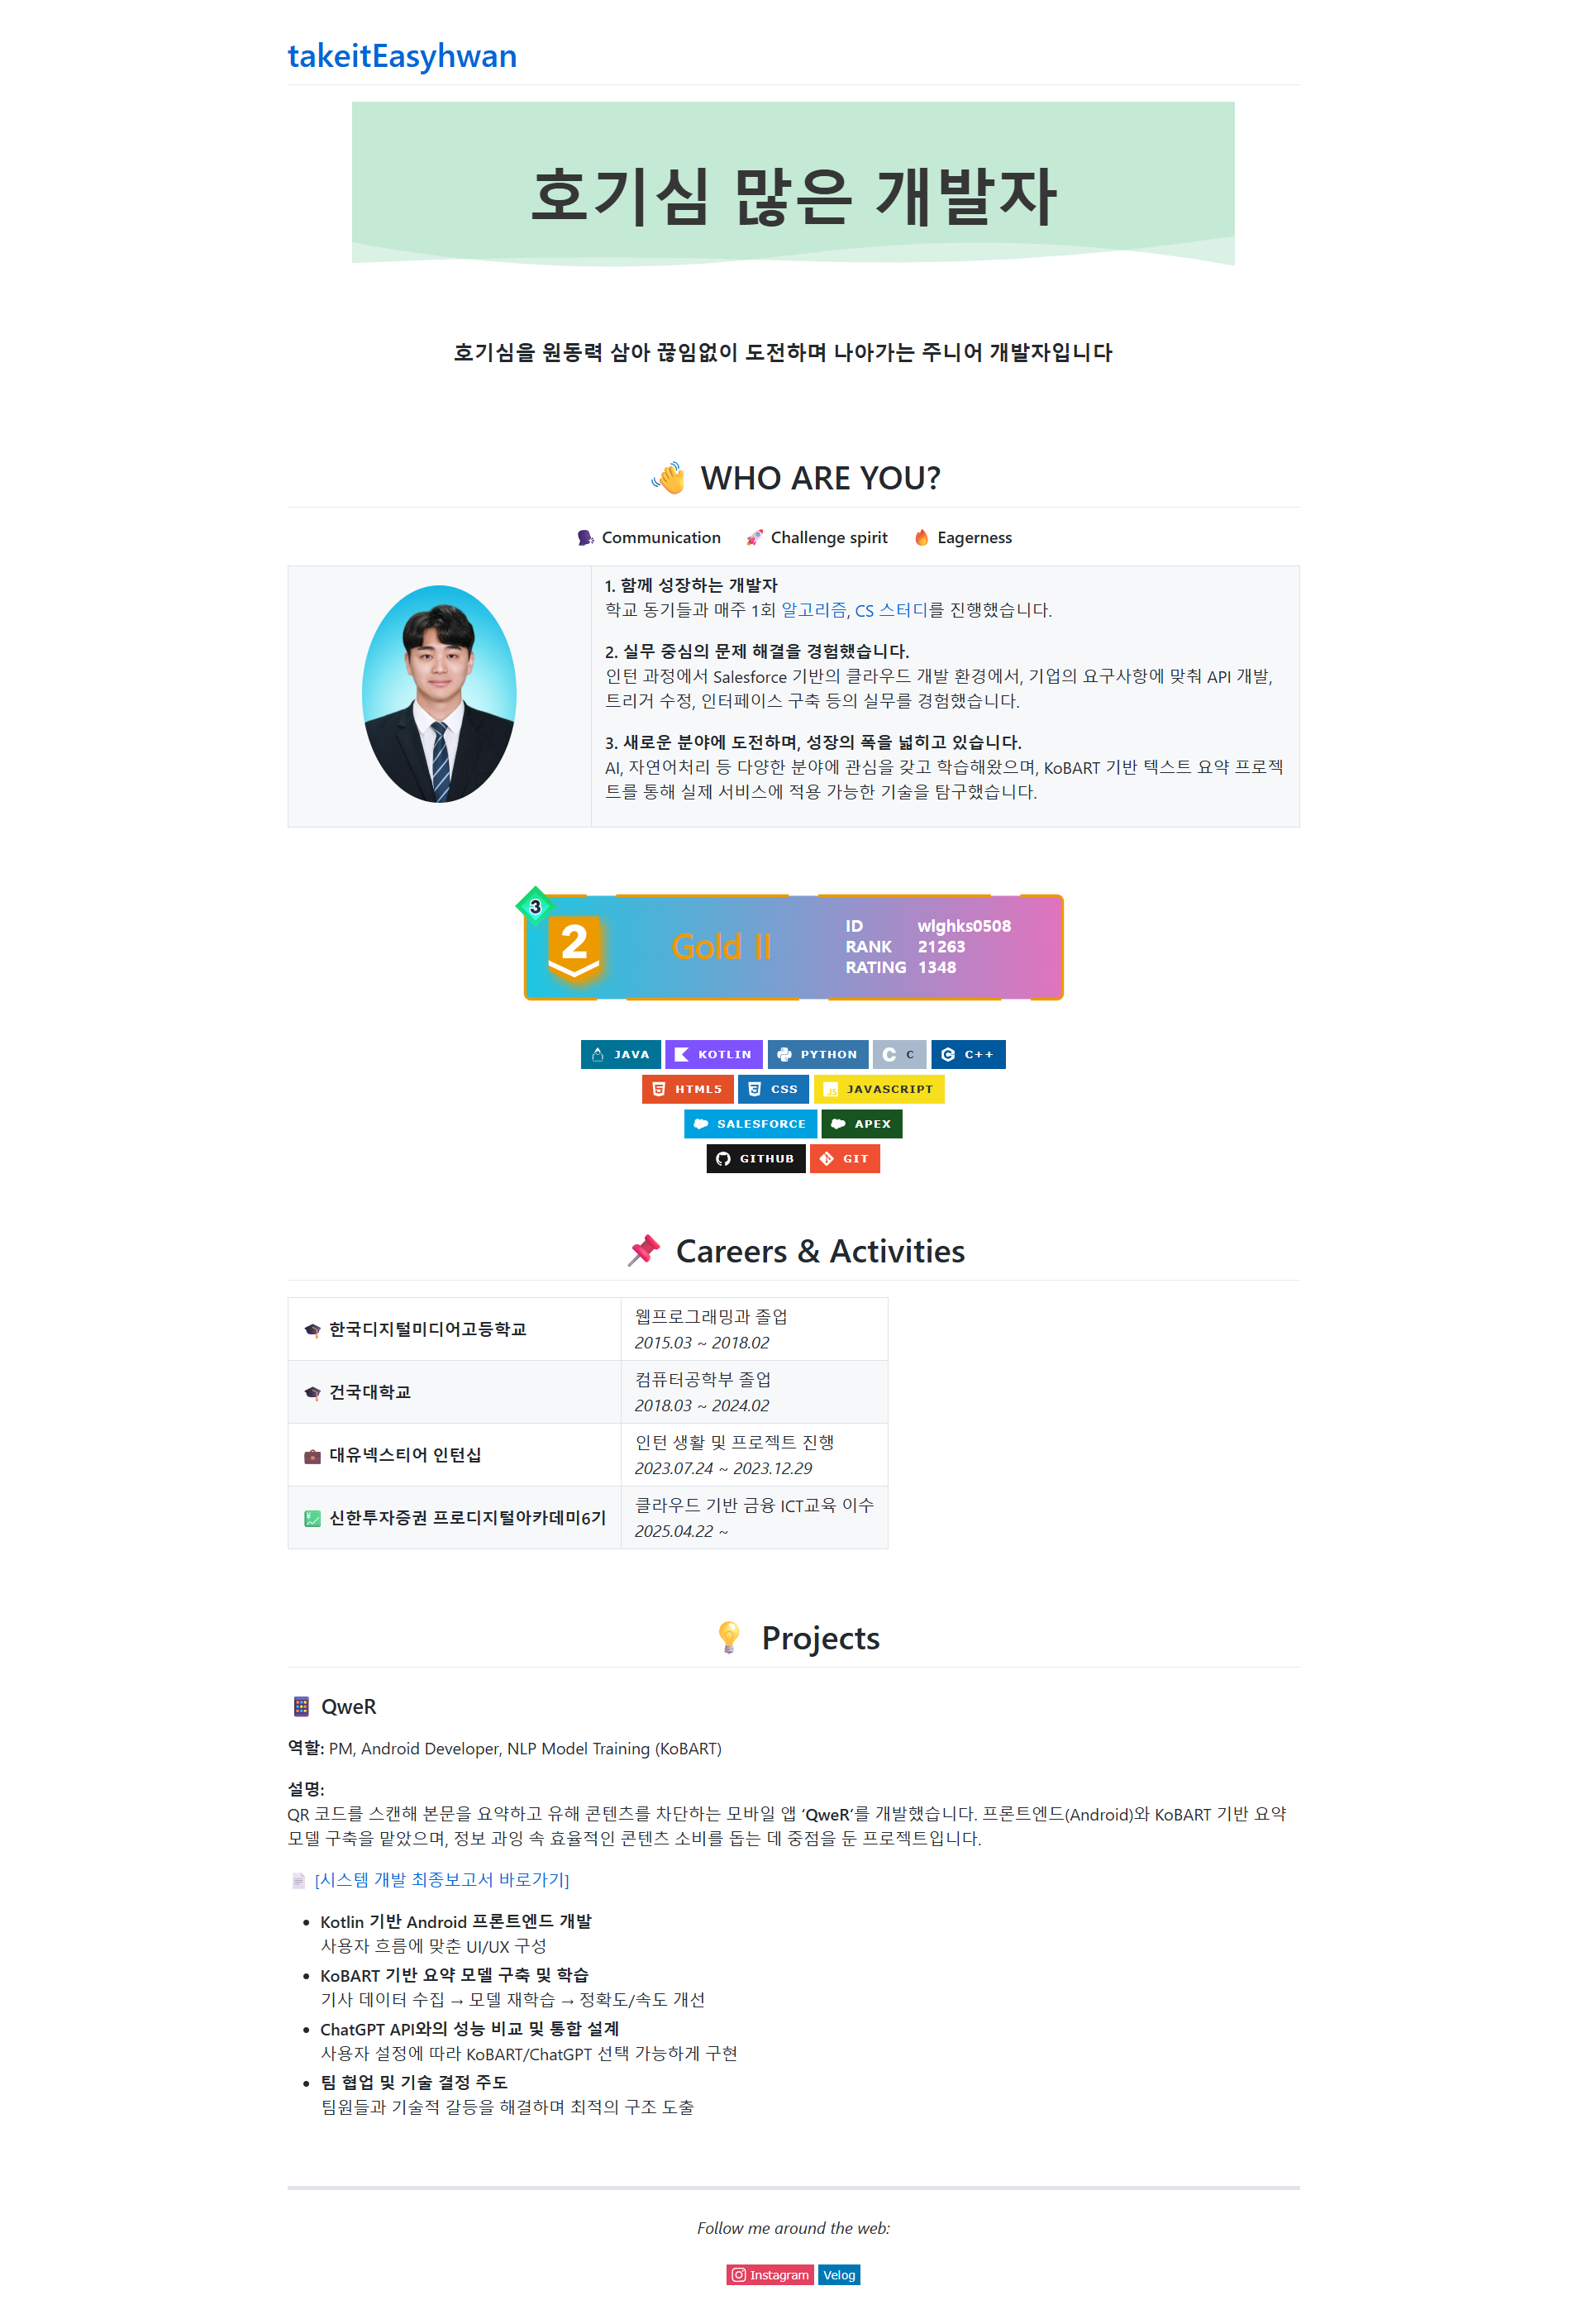 takeitEasyhwan
호기심 많은 개발자
호기심을 원동력 삼아 끊임없이 도전하며 나아가는 주니어 개발자입니다
👋 WHO ARE YOU?
🗣 Communication 🚀 Challenge spirit 🔥 Eagerness
1. 함께 성장하는 개발자
학교 동기들과 매주 1회 알고리즘, CS 스터디를 진행했습니다.
2. 실무 중심의 문제 해결을 경험했습니다.
인턴 과정에서 Salesforce 기반의 클라우드 개발 환경에서, 기업의 요구사항에 맞춰 API 개발,
트리거 수정, 인터페이스 구축 등의 실무를 경험했습니다.
3. 새로운 분야에 도전하며, 성장의 폭을 넓히고 있습니다.
AI, 자연어처리 등 다양한 분야에 관심을 갖고 학습해왔으며, KoBART 기반 텍스트 요약 프로젝
트를 통해 실제 서비스에 적용 가능한 기술을 탐구했습니다.
3
2
Gold II
ID wlghks0508
RANK 21263
RATING 1348
JAVA KOTLIN PYTHON C C++
HTML5 CSS JAVASCRIPT
SALESFORCE APEX
GITHUB GIT
📌 Careers & Activities
🎓 한국디지털미디어고등학교
웹프로그래밍과 졸업
2015.03 ~ 2018.02
🎓 건국대학교
컴퓨터공학부 졸업
2018.03 ~ 2024.02
💼 대유넥스티어 인턴십
인턴 생활 및 프로젝트 진행
2023.07.24 ~ 2023.12.29
💹 신한투자증권 프로디지털아카데미6기
클라우드 기반 금융 ICT교육 이수
2025.04.22 ~
💡 Projects
📱 QweR
역할: PM, Android Developer, NLP Model Training (KoBART)
설명:
QR 코드를 스캔해 본문을 요약하고 유해 콘텐츠를 차단하는 모바일 앱 ‘QweR’를 개발했습니다. 프론트엔드(Android)와 KoBART 기반 요약
모델 구축을 맡았으며, 정보 과잉 속 효율적인 콘텐츠 소비를 돕는 데 중점을 둔 프로젝트입니다.
📄 [시스템 개발 최종보고서 바로가기]
• Kotlin 기반 Android 프론트엔드 개발
사용자 흐름에 맞춘 UI/UX 구성
• KoBART 기반 요약 모델 구축 및 학습
기사 데이터 수집 → 모델 재학습 → 정확도/속도 개선
• ChatGPT API와의 성능 비교 및 통합 설계
사용자 설정에 따라 KoBART/ChatGPT 선택 가능하게 구현
• 팀 협업 및 기술 결정 주도
팀원들과 기술적 갈등을 해결하며 최적의 구조 도출
Follow me around the web:
Instagram Velog